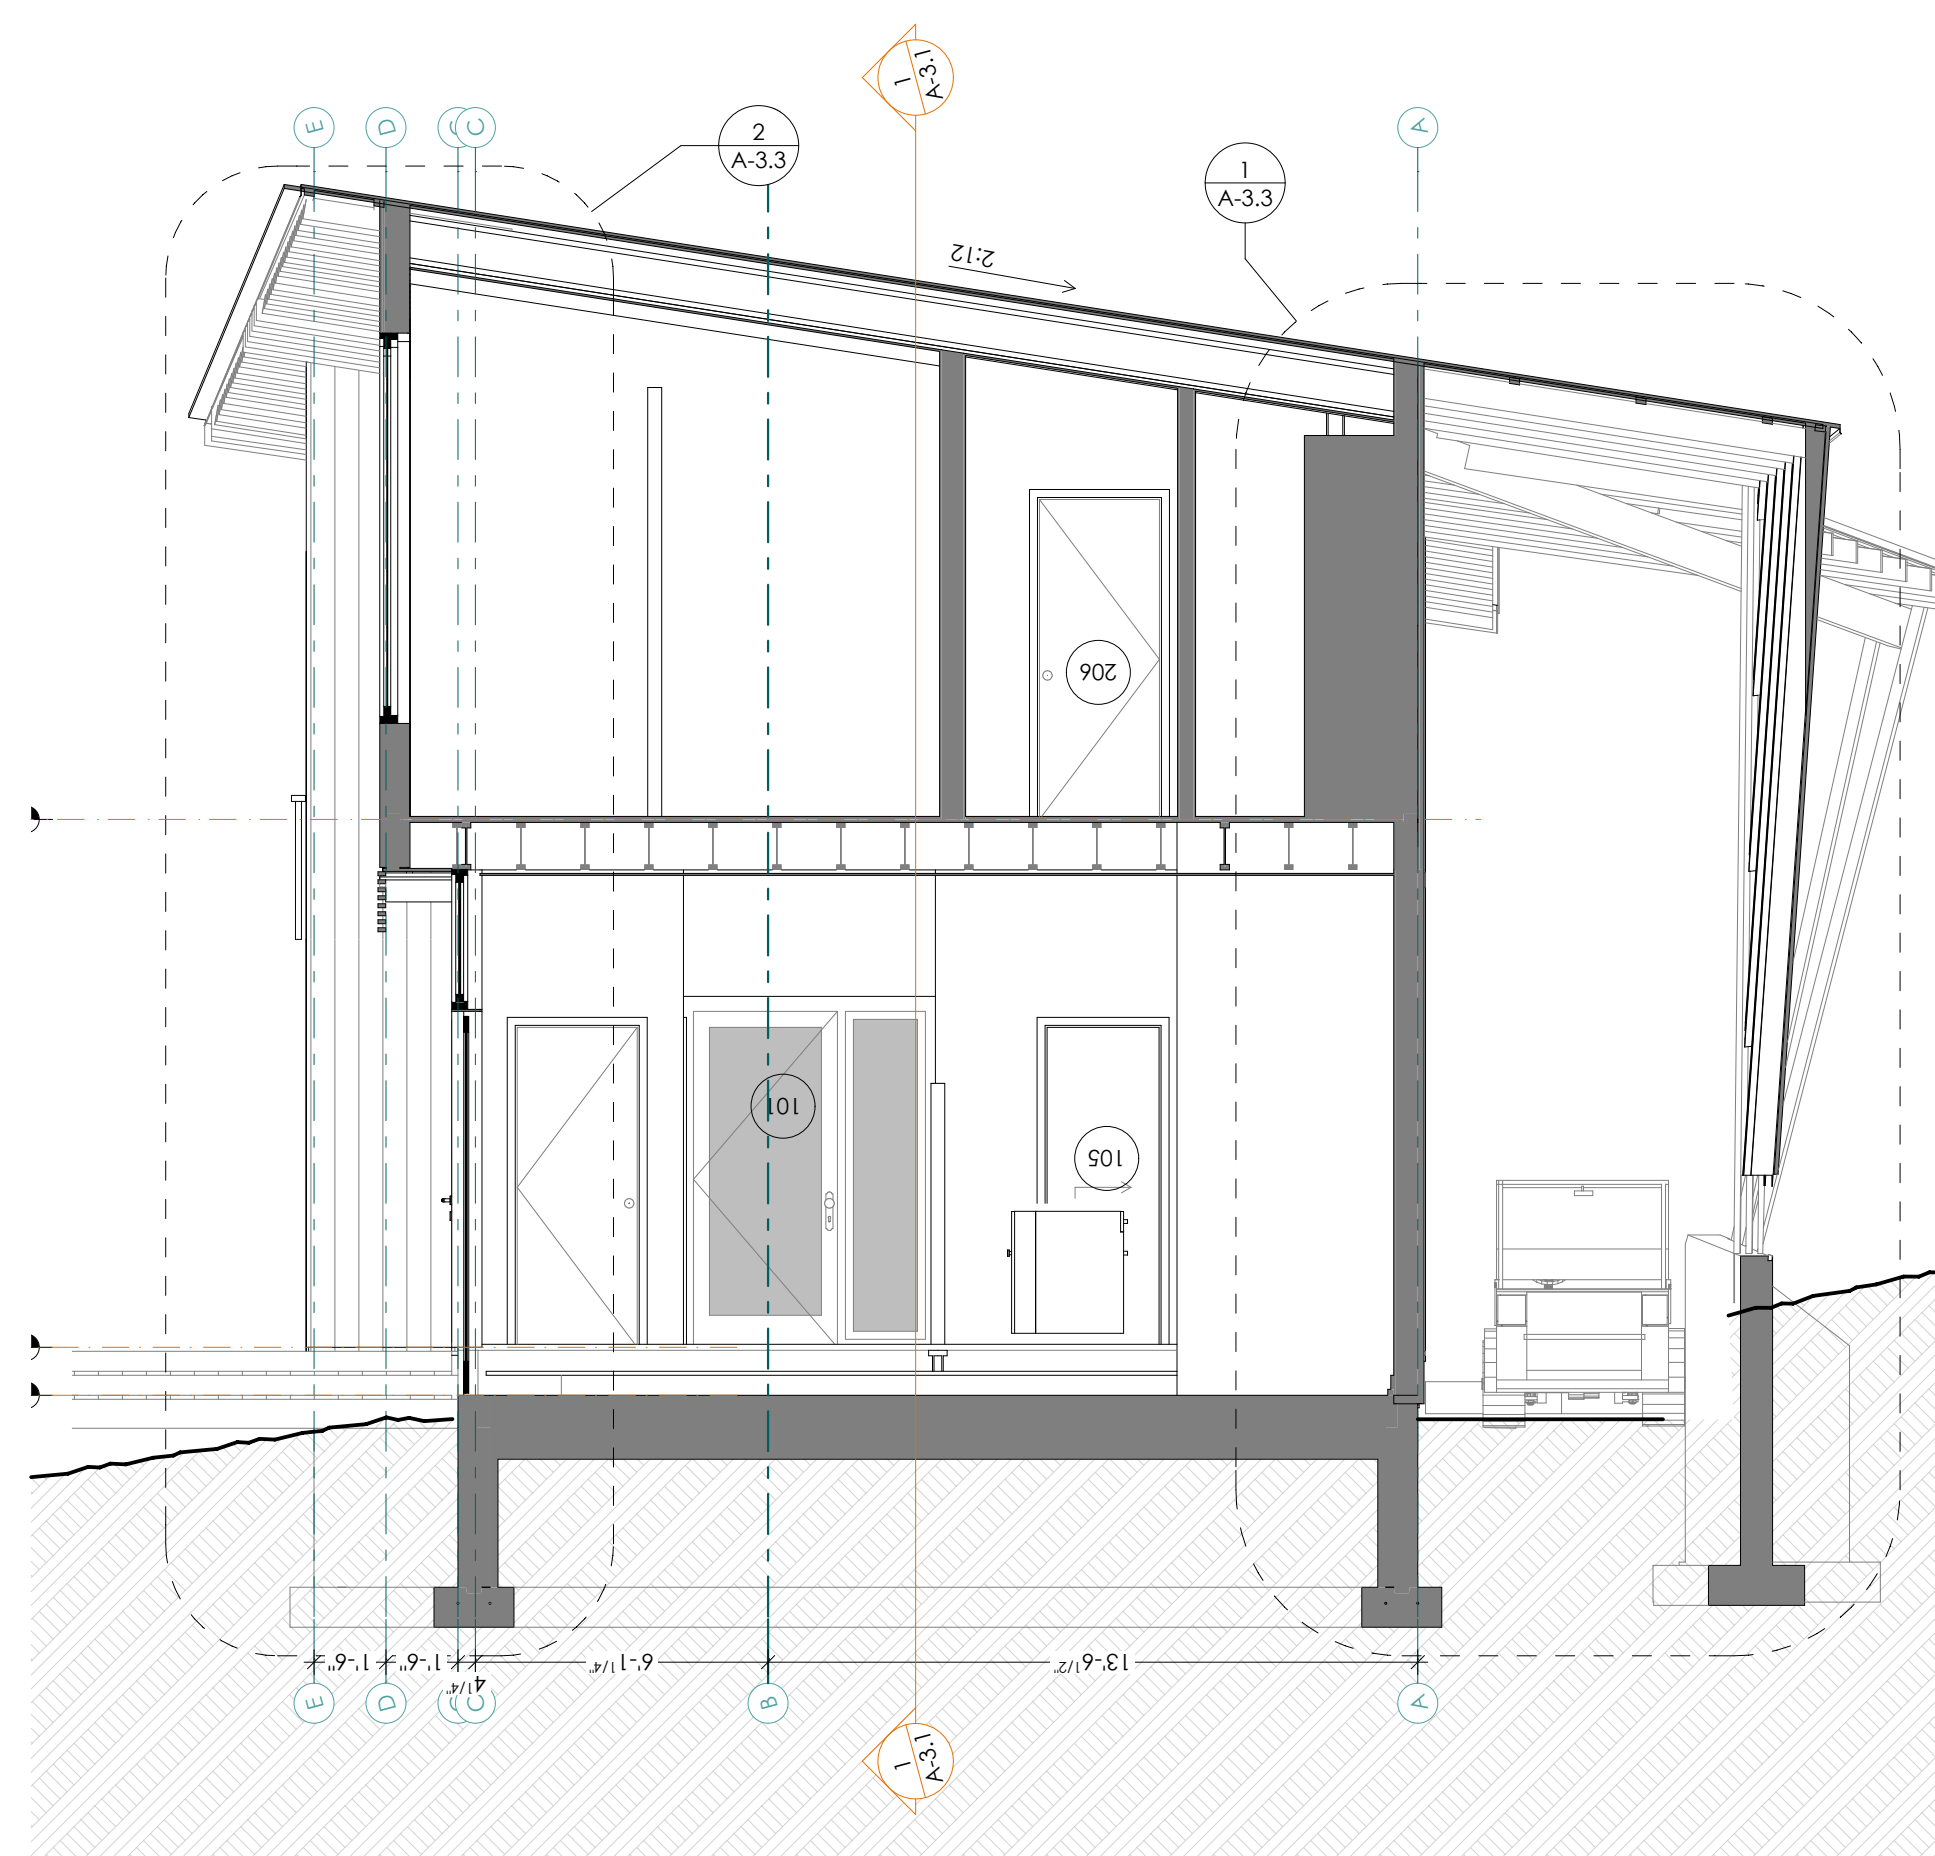 1
A-3.1
E
D
C
C
A
2
A-3.3
1
A-3.3
2:12
206
101
105
1'-6"
1'-6"
4 1/4"
6'-1 1/4"
13'-6 1/2"
E
D
C
C
B
A
1
A-3.1